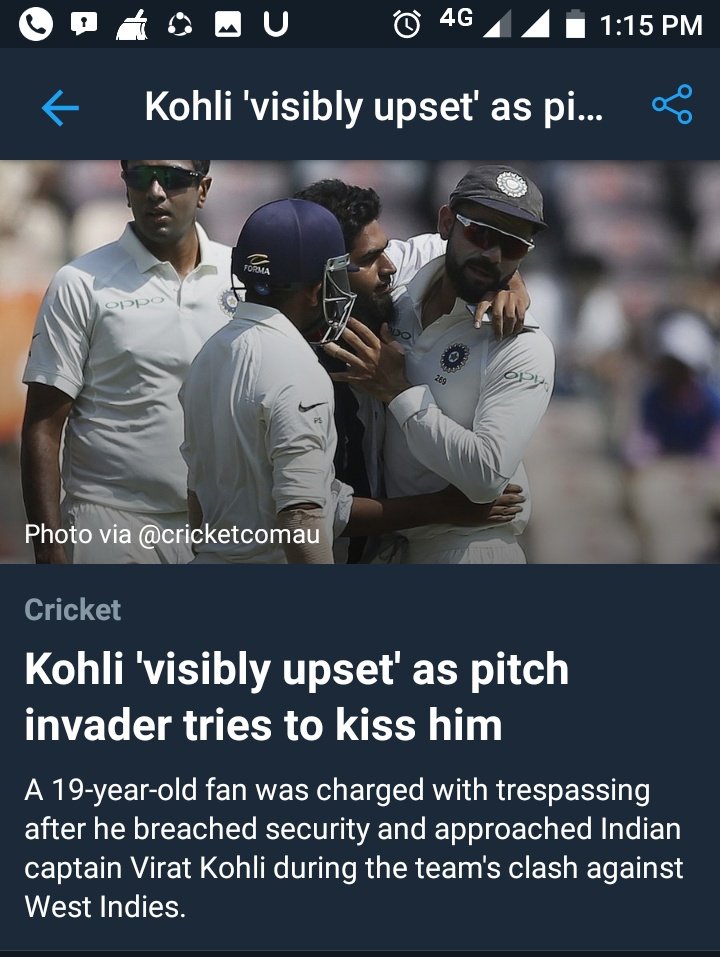 4G 1:15 PM
Kohli 'visibly upset' as pi...
FORMA
oppo
oppo
269
PS
Photo via @cricketcomau
Cricket
Kohli 'visibly upset' as pitch
invader tries to kiss him
A 19-year-old fan was charged with trespassing
after he breached security and approached Indian
captain Virat Kohli during the team's clash against
West Indies.